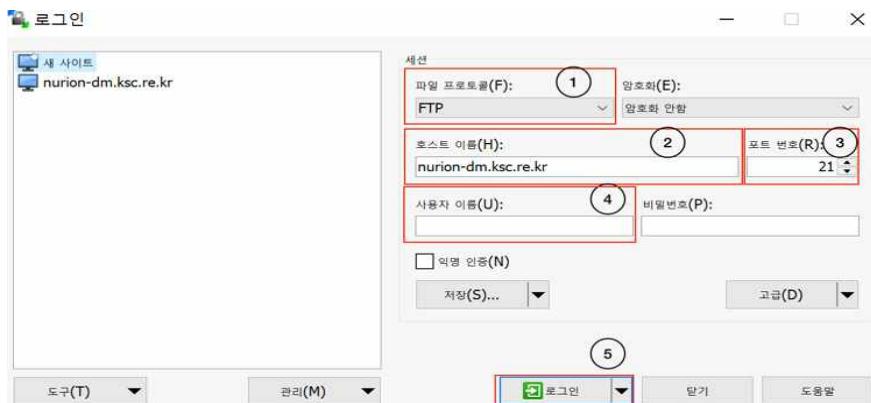 로그인
새 사이트
nurion-dm.ksc.re.kr
세션
파일 프로토콜(F):
1
암호화(E):
FTP
암호화 안함
호스트 이름(H):
2
포트 번호(R):
3
nurion-dm.ksc.re.kr
21
사용자 이름(U):
4
비밀번호(P):
익명 인증(N)
저장(S)...
고급(D)
5
도구(T)
관리(M)
로그인
닫기
도움말